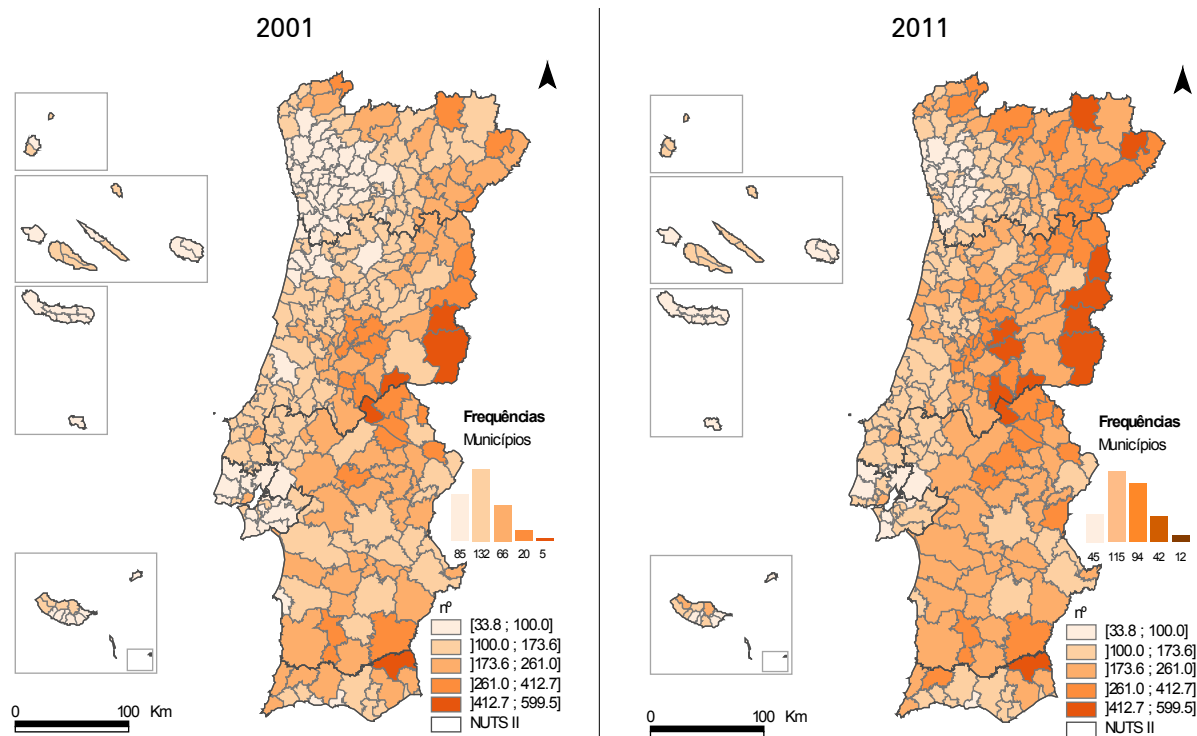 2001
Frequências
Municípios
85 132 66 20 5
nº
[33.8 ; 100.0]
]100.0 ; 173.6]
]173.6 ; 261.0]
]261.0 ; 412.7]
]412.7 ; 599.5]
NUTS II
0 100 Km
2011
Frequências
Municípios
45 115 94 42 12
nº
[33.8 ; 100.0]
]100.0 ; 173.6]
]173.6 ; 261.0]
]261.0 ; 412.7]
]412.7 ; 599.5]
NUTS II
0 100 Km